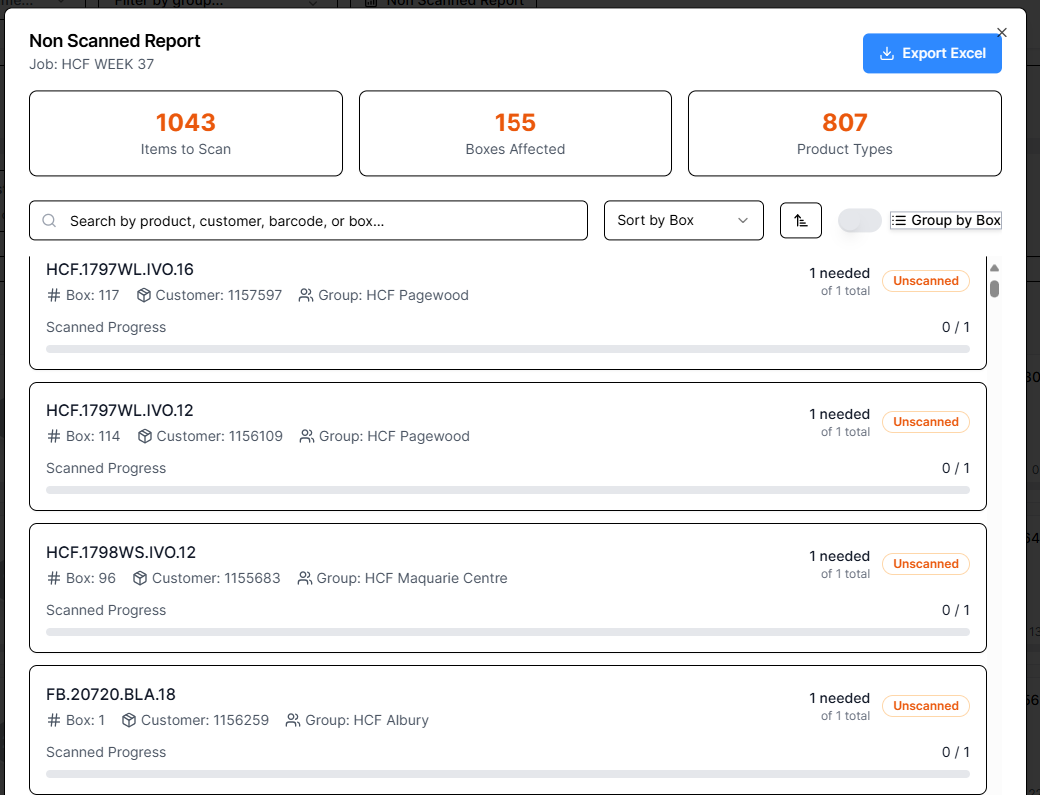 Filter by group...
Non Scanned Report
Non Scanned Report
Job: HCF WEEK 37
Export Excel
1043
Items to Scan
155
Boxes Affected
807
Product Types
Search by product, customer, barcode, or box...
Sort by Box
Group by Box
HCF.1797WL.IVO.16
1 needed
of 1 total
Unscanned
Box: 117 Customer: 1157597 Group: HCF Pagewood
Scanned Progress 0 / 1
HCF.1797WL.IVO.12
1 needed
of 1 total
Unscanned
Box: 114 Customer: 1156109 Group: HCF Pagewood
Scanned Progress 0 / 1
HCF.1798WS.IVO.12
1 needed
of 1 total
Unscanned
Box: 96 Customer: 1155683 Group: HCF Maquarie Centre
Scanned Progress 0 / 1
FB.20720.BLA.18
1 needed
of 1 total
Unscanned
Box: 1 Customer: 1156259 Group: HCF Albury
Scanned Progress 0 / 1